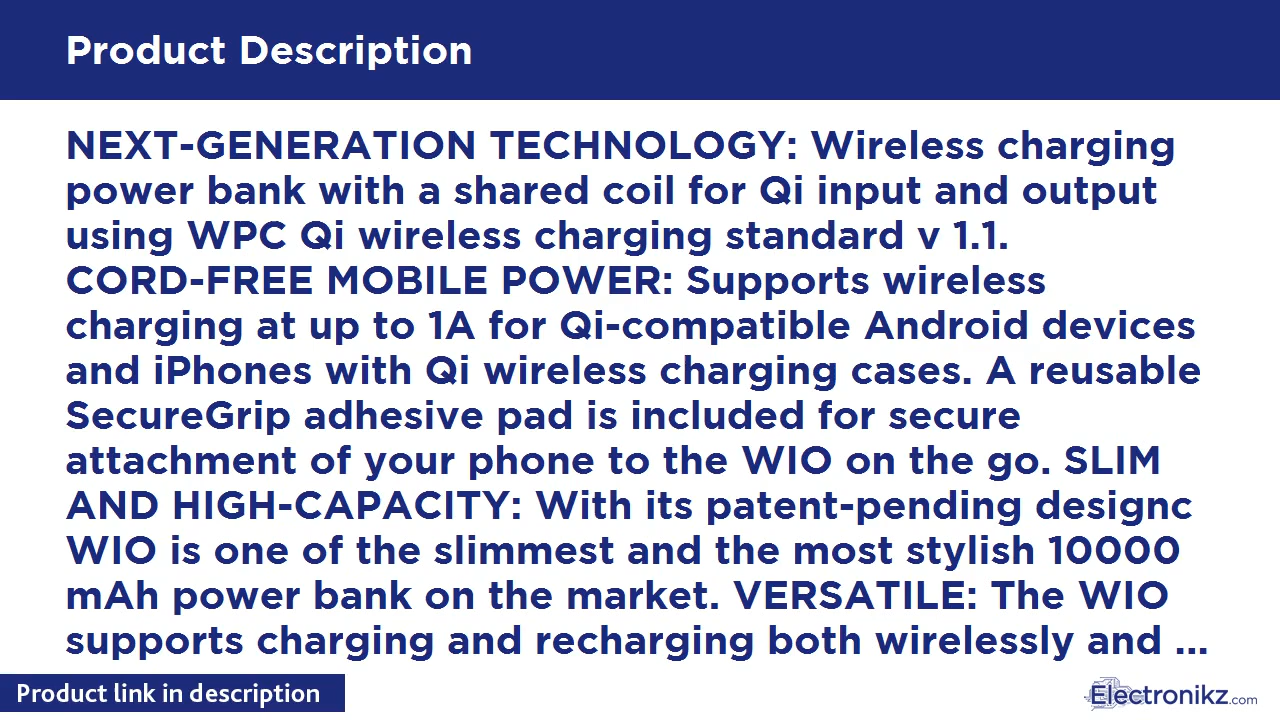 Product Description
NEXT-GENERATION TECHNOLOGY: Wireless charging
power bank with a shared coil for Qi input and output
using WPC Qi wireless charging standard v 1.1.
CORD-FREE MOBILE POWER: Supports wireless
charging at up to 1A for Qi-compatible Android devices
and iPhones with Qi wireless charging cases. A reusable
SecureGrip adhesive pad is included for secure
attachment of your phone to the WIO on the go. SLIM
AND HIGH-CAPACITY: With its patent-pending designc
WIO is one of the slimmest and the most stylish 10000
mAh power bank on the market. VERSATILE: The WIO
supports charging and recharging both wirelessly and ...
Product link in description
Electronikz.com